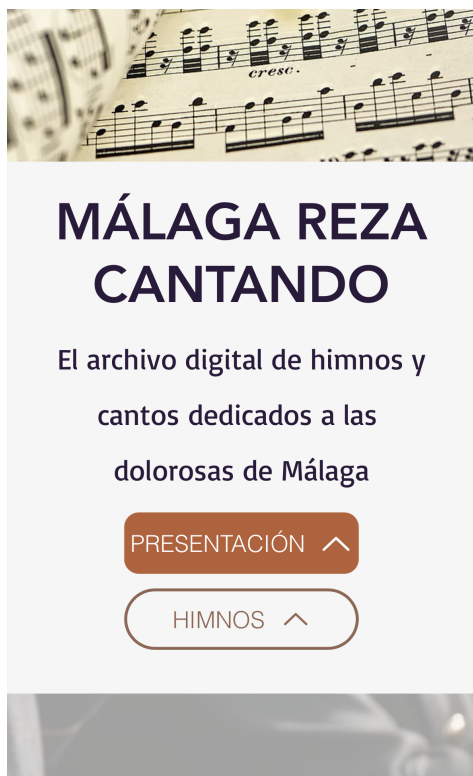 cresc.
MÁLAGA REZA
CANTANDO
El archivo digital de himnos y
cantos dedicados a las
dolorosas de Málaga
PRESENTACIÓN
HIMNOS